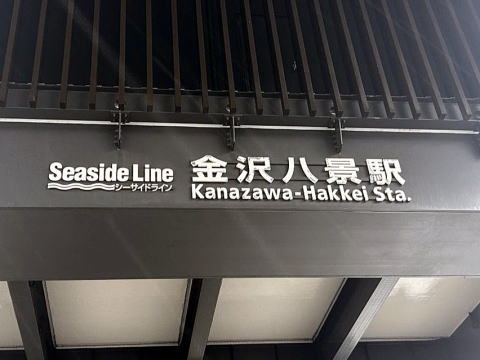 Seaside Line
シーサイドライン
金沢八景駅
Kanazawa-Hakkei Sta.